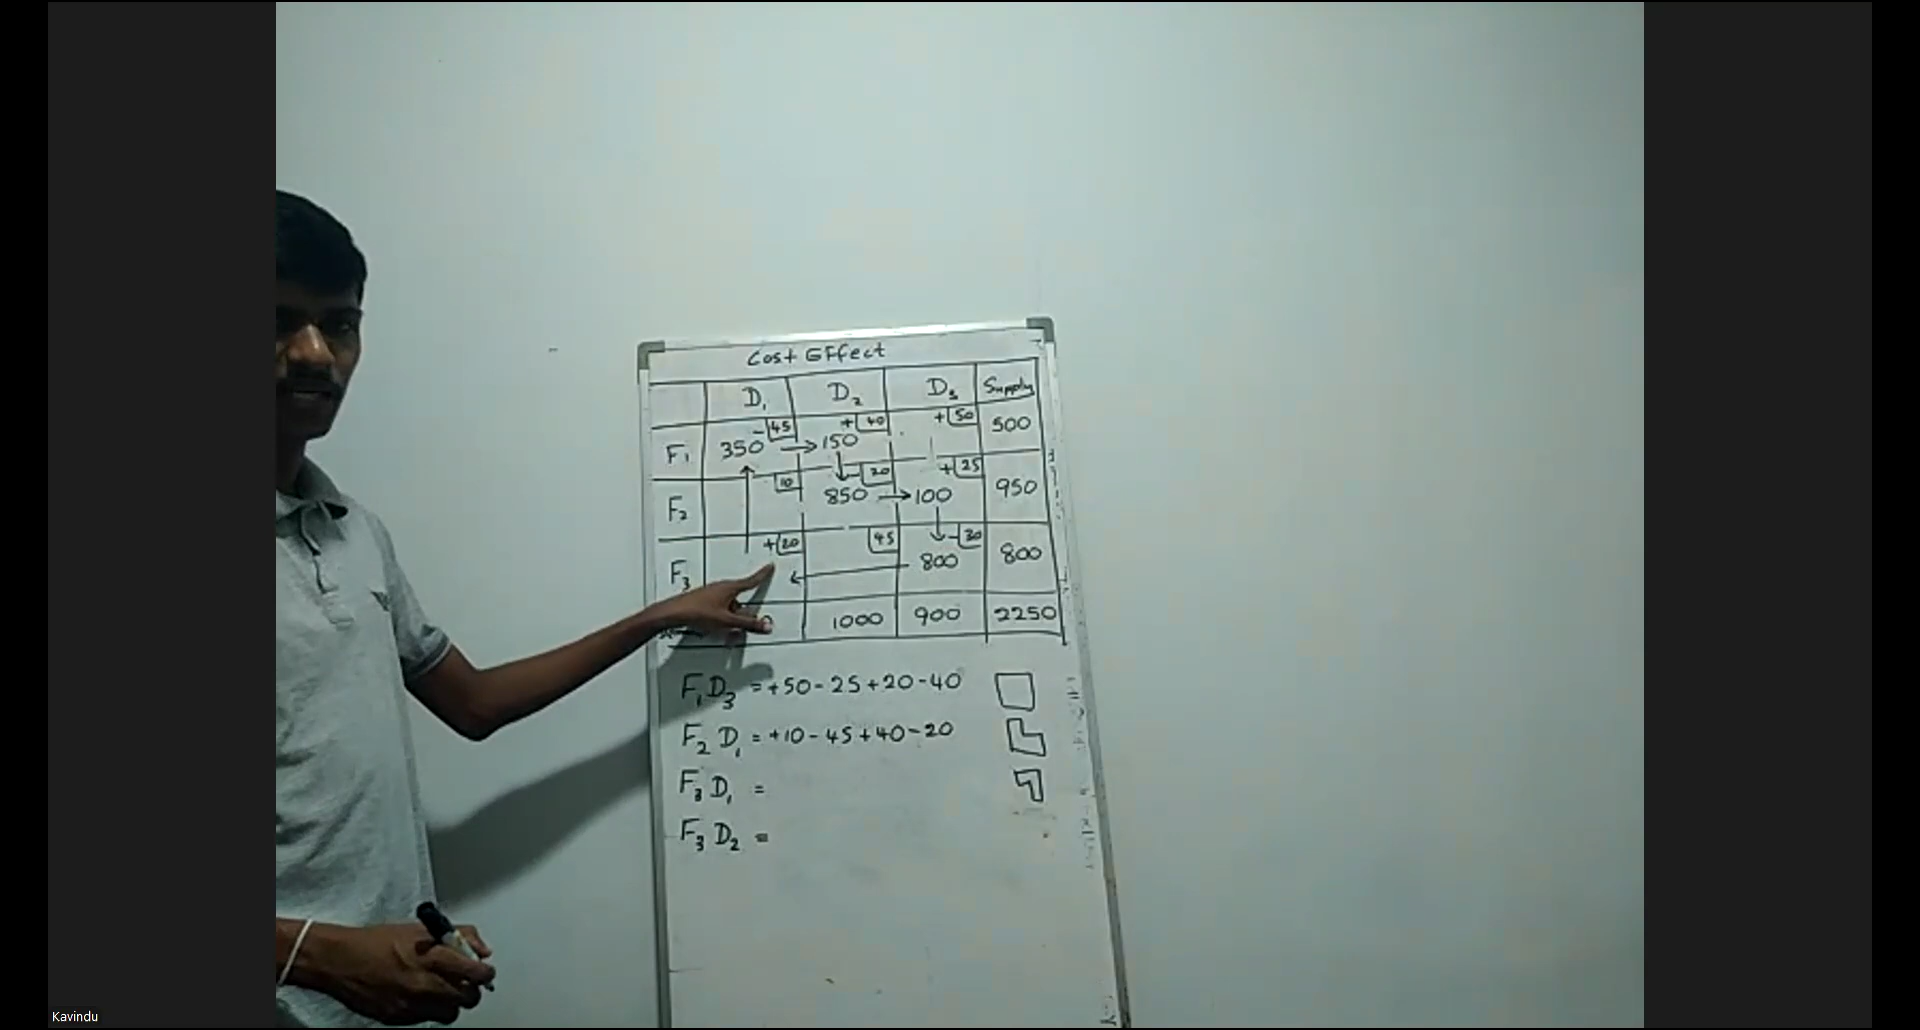 Cost Effect
D₁ D₂ D₃ Supply
F₁ 350 - 45 → 150 + 40 + 50 500
F₂ 10 850 - 20 → 100 + 25 950
F₃ + 20 45 800 - 30 800
1000 900 2250
F₁D₃ = +50-25+20-40
F₂D₁ = +10-45+40-20
F₃D₁ =
F₃D₂ =
Kavindu